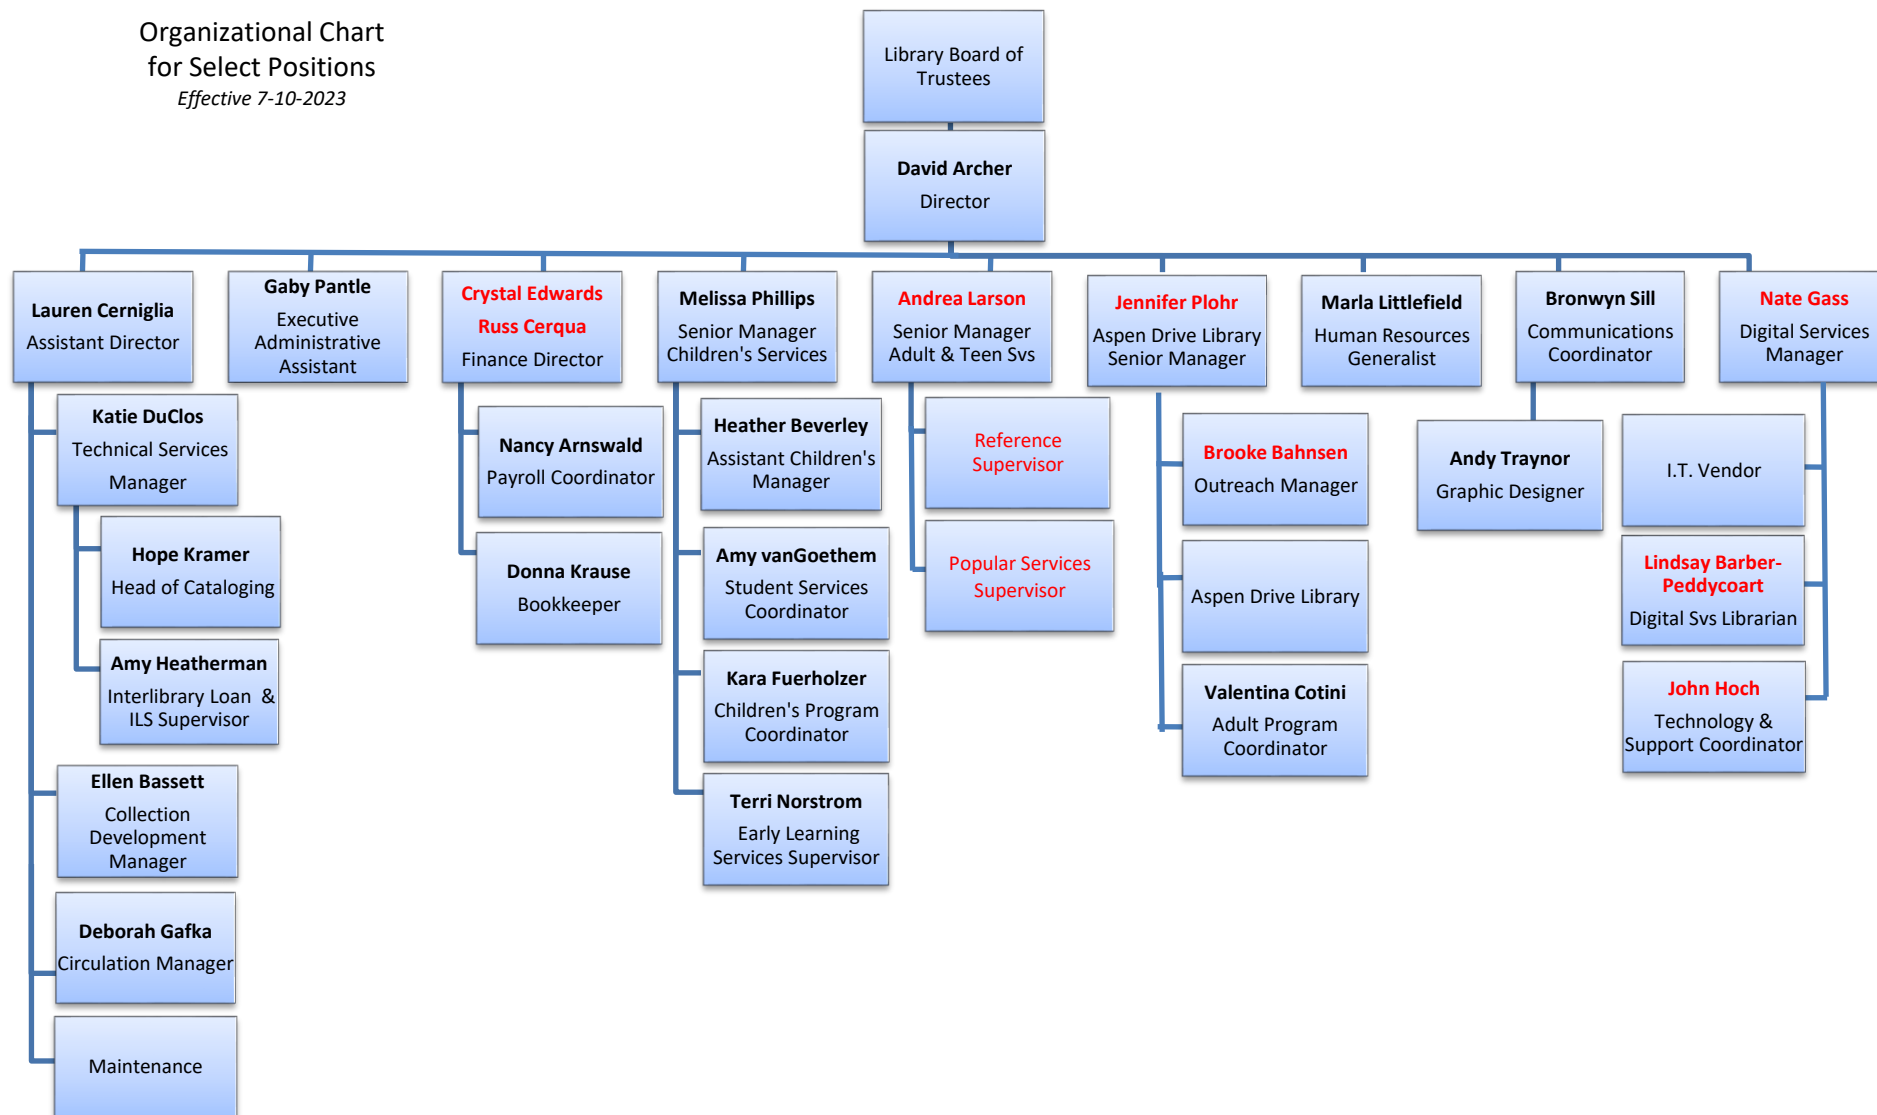 Organizational Chart
for Select Positions
Effective 7-10-2023
Library Board of
Trustees
David Archer
Director
Lauren Cerniglia
Assistant Director
Gaby Pantle
Executive
Administrative
Assistant
Crystal Edwards
Russ Cerqua
Finance Director
Melissa Phillips
Senior Manager
Children's Services
Andrea Larson
Senior Manager
Adult & Teen Svs
Jennifer Plohr
Aspen Drive Library
Senior Manager
Marla Littlefield
Human Resources
Generalist
Bronwyn Sill
Communications
Coordinator
Nate Gass
Digital Services
Manager
Katie DuClos
Technical Services
Manager
Hope Kramer
Head of Cataloging
Amy Heatherman
Interlibrary Loan  &
ILS Supervisor
Ellen Bassett
Collection
Development
Manager
Deborah Gafka
Circulation Manager
Maintenance
Nancy Arnswald
Payroll Coordinator
Donna Krause
Bookkeeper
Heather Beverley
Assistant Children's
Manager
Amy vanGoethem
Student Services
Coordinator
Kara Fuerholzer
Children's Program
Coordinator
Terri Norstrom
Early Learning
Services Supervisor
Reference
Supervisor
Popular Services
Supervisor
Brooke Bahnsen
Outreach Manager
Aspen Drive Library
Valentina Cotini
Adult Program
Coordinator
Andy Traynor
Graphic Designer
I.T. Vendor
Lindsay Barber-
Peddycoart
Digital Svs Librarian
John Hoch
Technology &
Support Coordinator